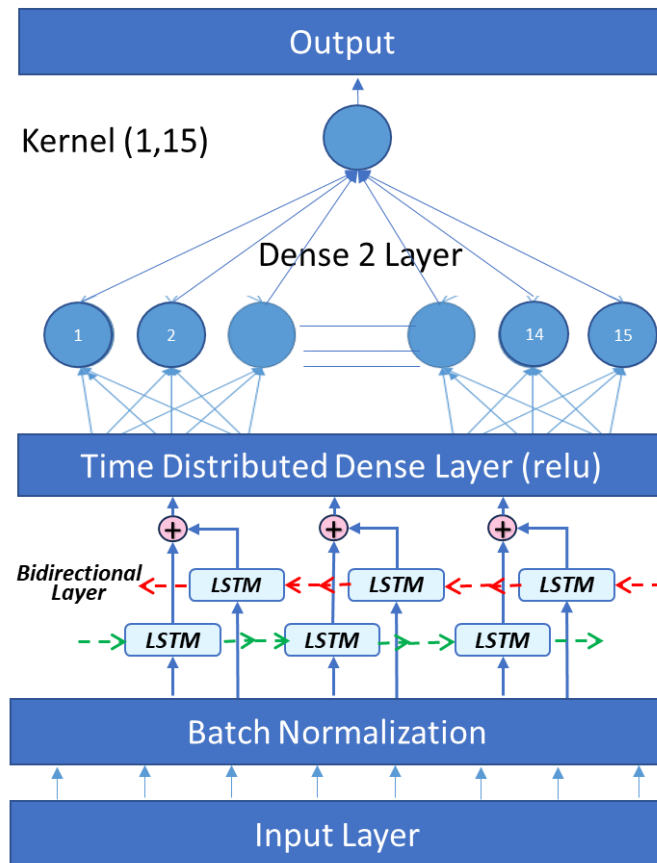 Output
Kernel (1,15)
Dense 2 Layer
1 2 14 15
Time Distributed Dense Layer (relu)
+ + +
Bidirectional
Layer
LSTM LSTM LSTM
LSTM LSTM LSTM
Batch Normalization
Input Layer